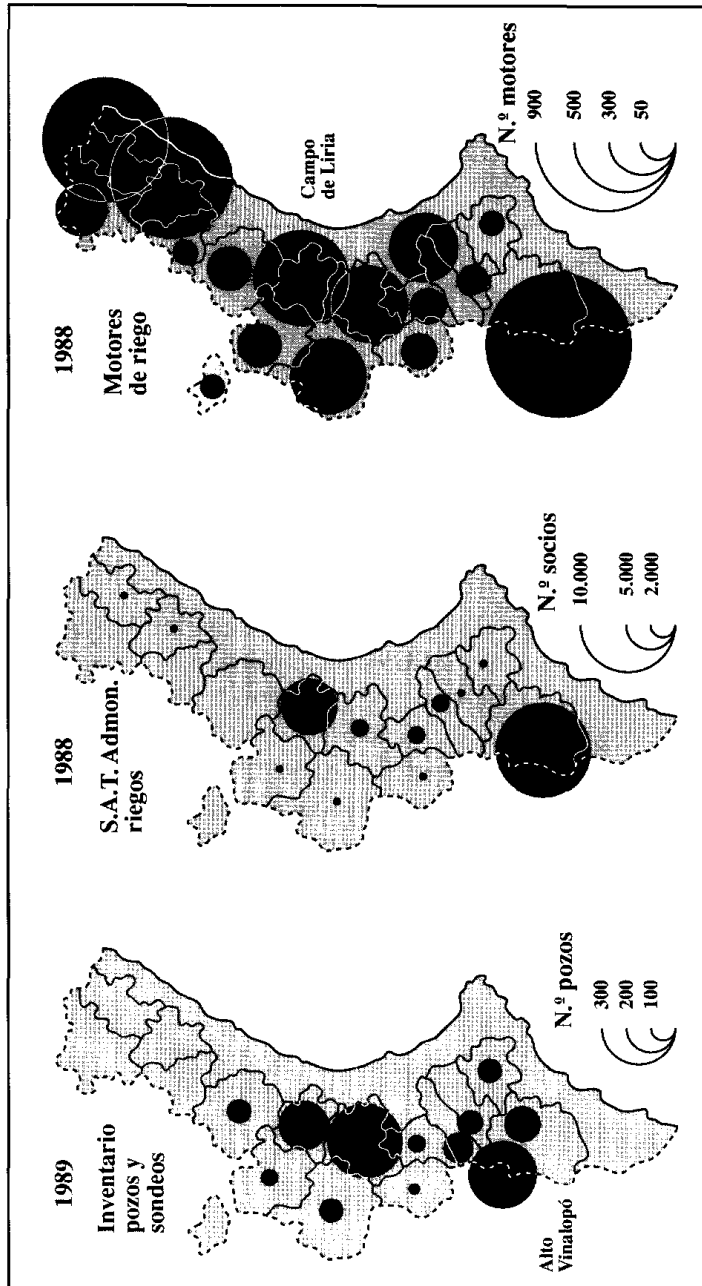 1989
Inventario
pozos y
sondeos
Alto
Vinalopó
N.º pozos
300
200
100
1988
S.A.T. Admon.
riegos
N.º socios
10.000
5.000
2.000
1988
Motores
de riego
Campo
de Liria
N.º motores
900
500
300
50